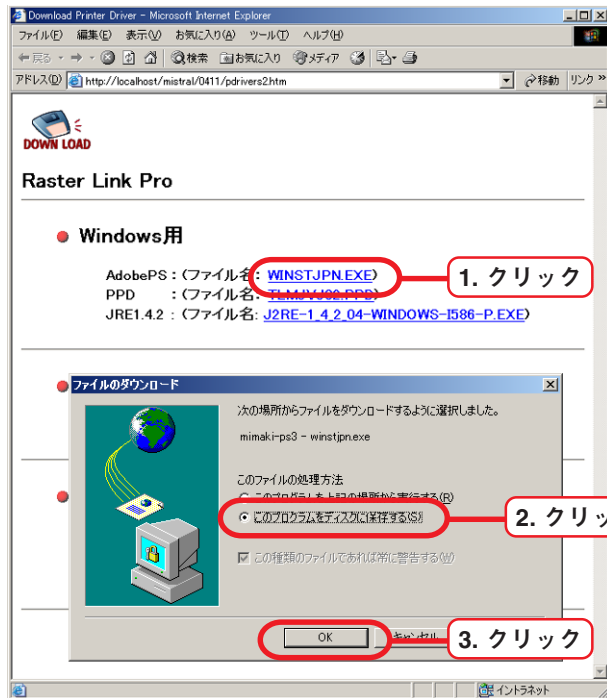 Download Printer Driver - Microsoft Internet Explorer
ファイル(F) 編集(E) 表示(V) お気に入り(A) ツール(T) ヘルプ(H)
戻る 検索 お気に入り メディア
アドレス(D) http://localhost/mistral/0411/pdrivers2.htm 移動 リンク »
DOWN LOAD
Raster Link Pro
Windows用
AdobePS : (ファイル名: WINSTJPN.EXE)
1. クリック
PPD : (ファイル名:
JRE1.4.2 : (ファイル名: J2RE-1_4_2_04-WINDOWS-I586-P.EXE)
ファイルのダウンロード
次の場所からファイルをダウンロードするように選択しました。
mimaki-ps3 - winstjpn.exe
このファイルの処理方法
このプログラムを上記の場所から実行する(R)
このプログラムをディスクに保存する(S)
2. クリッ
この種類のファイルであれば常に警告する(W)
OK キャンセル
3. クリック
イントラネット